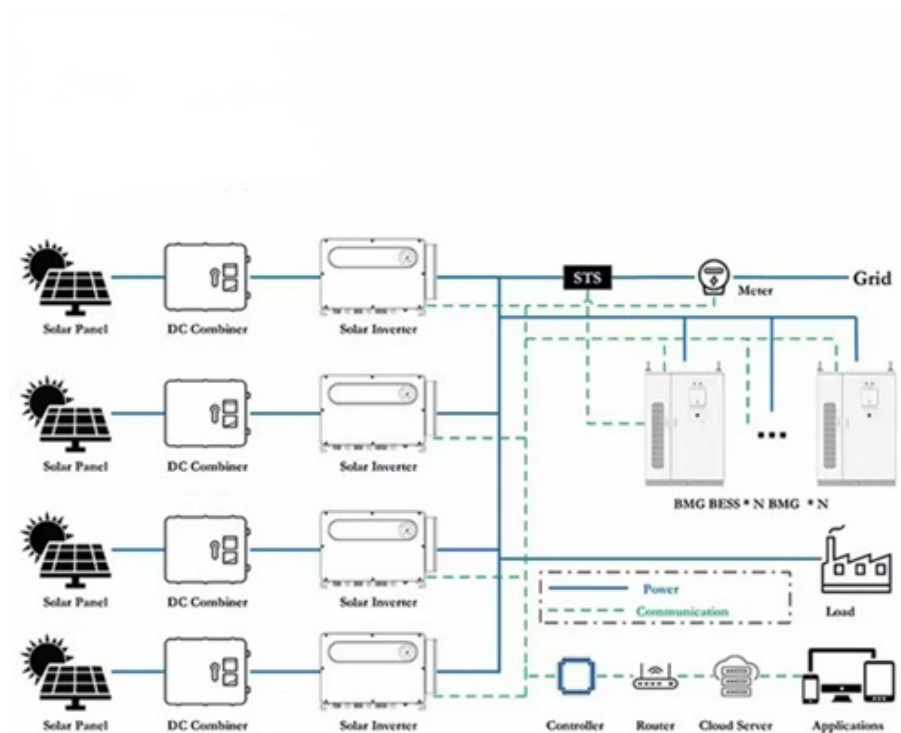 STS
Grid
Meter
Solar Panel DC Combiner Solar Inverter
Solar Panel DC Combiner Solar Inverter
BMG BESS * N BMG * N
Solar Panel DC Combiner Solar Inverter
Power
Communication
Load
Solar Panel DC Combiner Solar Inverter
Controller Router Cloud Server Applications